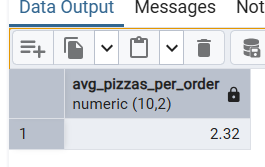 Data Output Messages Not
avg_pizzas_per_order
numeric (10,2)
1 2.32